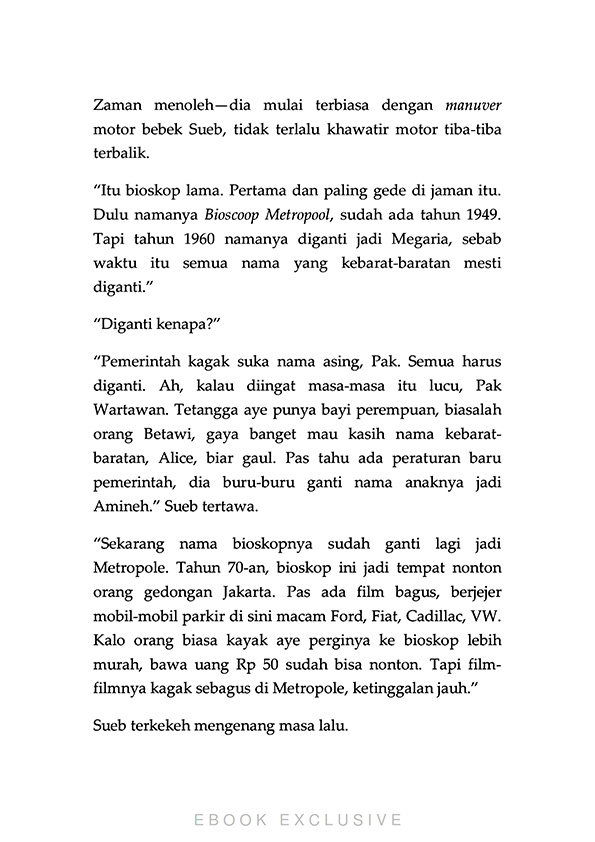 Zaman menoleh—dia mulai terbiasa dengan manuver
motor bebek Sueb, tidak terlalu khawatir motor tiba-tiba
terbalik.
“Itu bioskop lama. Pertama dan paling gede di jaman itu.
Dulu namanya Bioscoop Metropool, sudah ada tahun 1949.
Tapi tahun 1960 namanya diganti jadi Megaria, sebab
waktu itu semua nama yang kebarat-baratan mesti
diganti.”
“Diganti kenapa?”
“Pemerintah kagak suka nama asing, Pak. Semua harus
diganti. Ah, kalau diingat masa-masa itu lucu, Pak
Wartawan. Tetangga aye punya bayi perempuan, biasalah
orang Betawi, gaya banget mau kasih nama kebarat-
baratan, Alice, biar gaul. Pas tahu ada peraturan baru
pemerintah, dia buru-buru ganti nama anaknya jadi
Amineh.” Sueb tertawa.
“Sekarang nama bioskopnya sudah ganti lagi jadi
Metropole. Tahun 70-an, bioskop ini jadi tempat nonton
orang gedongan Jakarta. Pas ada film bagus, berjejer
mobil-mobil parkir di sini macam Ford, Fiat, Cadillac, VW.
Kalo orang biasa kayak aye perginya ke bioskop lebih
murah, bawa uang Rp 50 sudah bisa nonton. Tapi film-
filmnya kagak sebagus di Metropole, ketinggalan jauh.”
Sueb terkekeh mengenang masa lalu.
EBOOK EXCLUSIVE